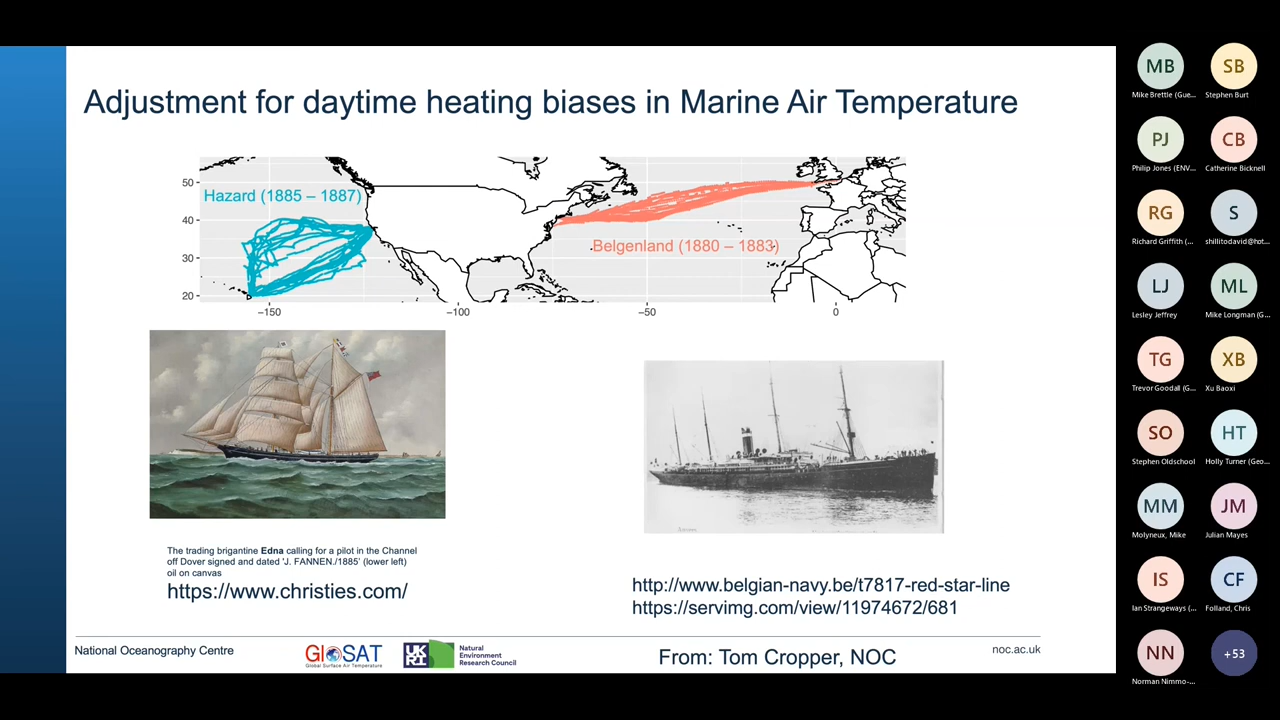 Adjustment for daytime heating biases in Marine Air Temperature
50
40
30
20
Hazard (1885 – 1887)
Belgenland (1880 – 1883)
−150
−100
−50
0
The trading brigantine Edna calling for a pilot in the Channel
off Dover signed and dated 'J. FANNEN./1885' (lower left)
oil on canvas
https://www.christies.com/
http://www.belgian-navy.be/t7817-red-star-line
https://servimg.com/view/11974672/681
National Oceanography Centre
GloSAT
Global Surface Air Temperature
UKRI
Natural
Environment
Research Council
From: Tom Cropper, NOC
noc.ac.uk
MB
Mike Brettle (Gue...
SB
Stephen Burt
PJ
Philip Jones (ENV...
CB
Catherine Bicknell
RG
Richard Griffith (...
S
shillitodavid@hot...
LJ
Lesley Jeffrey
ML
Mike Longman (G...
TG
Trevor Goodall (G...
XB
Xu Baoxi
SO
Stephen Oldschool
HT
Holly Turner (Geo...
MM
Molyneux, Mike
JM
Julian Mayes
IS
Ian Strangeways (...
CF
Folland, Chris
NN
Norman Nimmo-...
+53